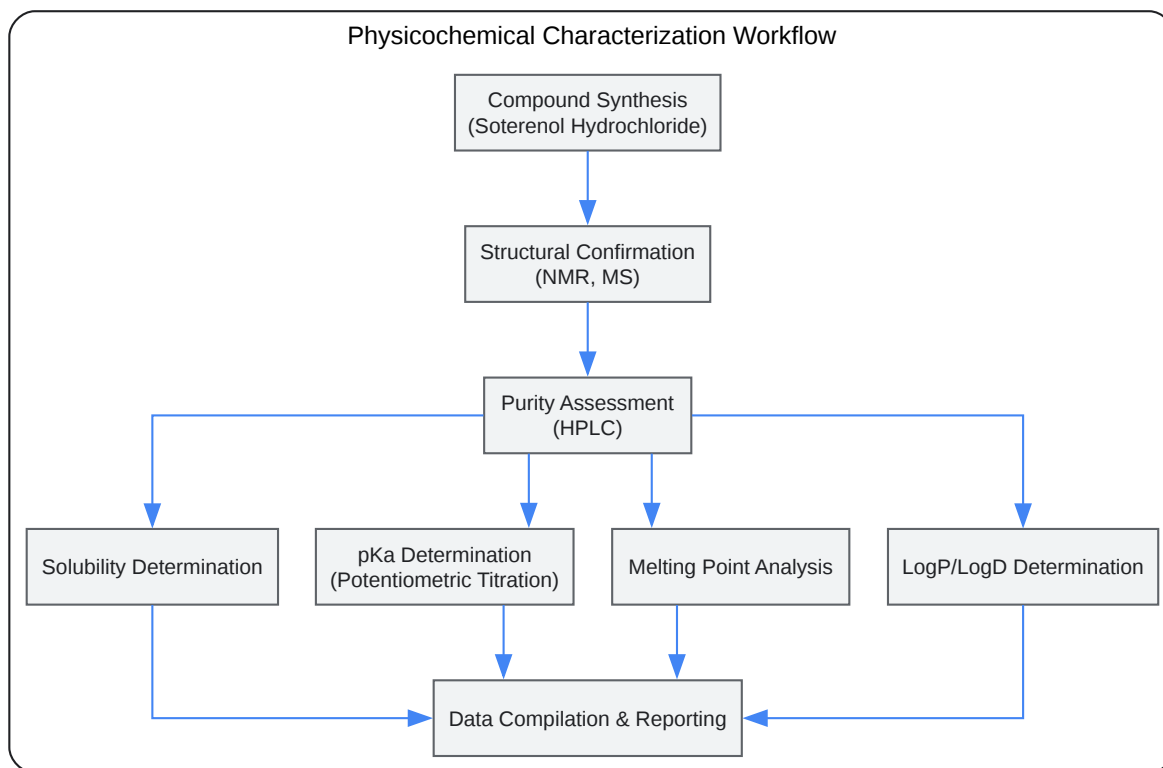 Physicochemical Characterization Workflow
Compound Synthesis
(Soterenol Hydrochloride)
Structural Confirmation
(NMR, MS)
Purity Assessment
(HPLC)
Solubility Determination
pKa Determination
(Potentiometric Titration)
Melting Point Analysis
LogP/LogD Determination
Data Compilation & Reporting